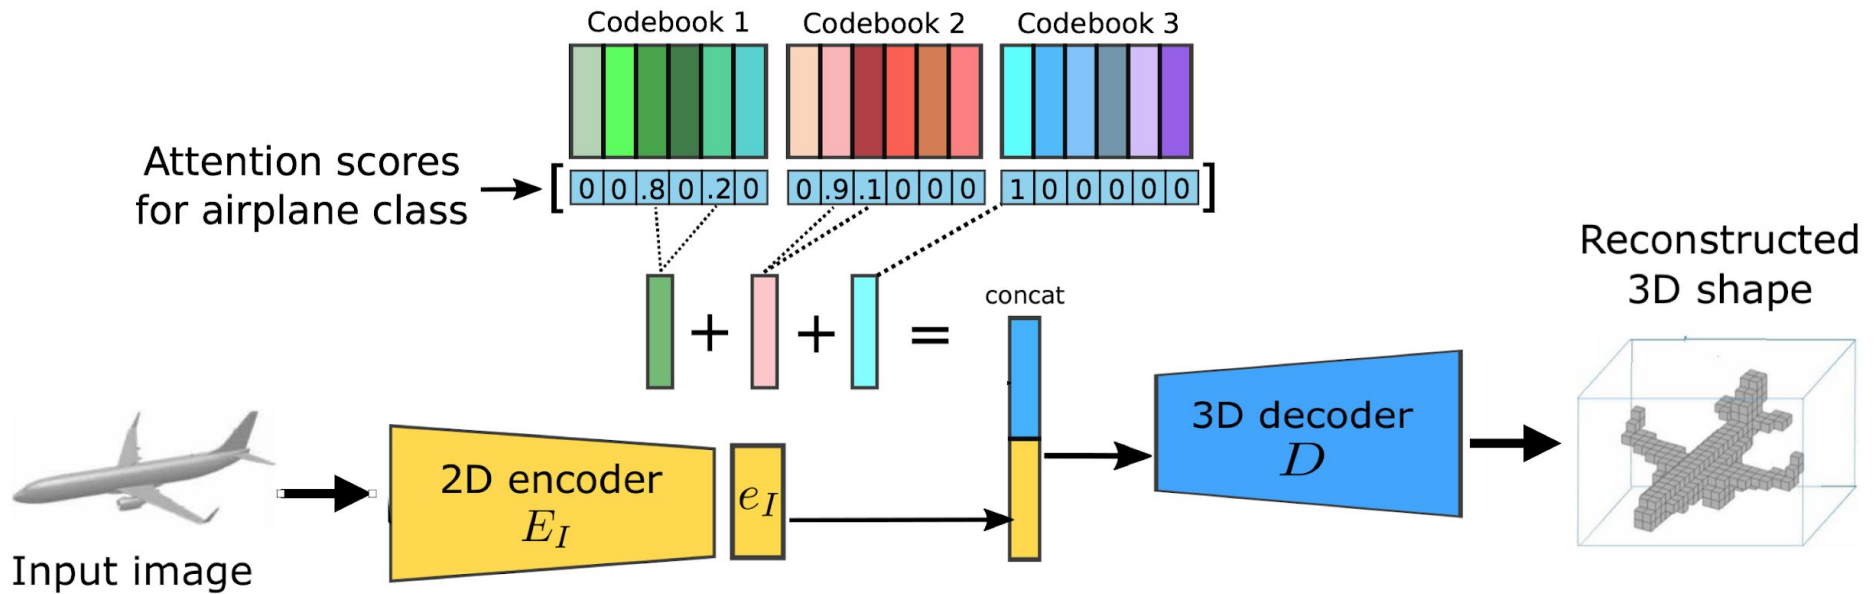 Codebook 1 Codebook 2 Codebook 3
Attention scores
for airplane class
[ 0 0 .8 0 .2 0 0 .9 .1 0 0 0 1 0 0 0 0 0 ]
+ + =
concat
Reconstructed
3D shape
2D encoder
E_I
e_I
3D decoder
D
Input image